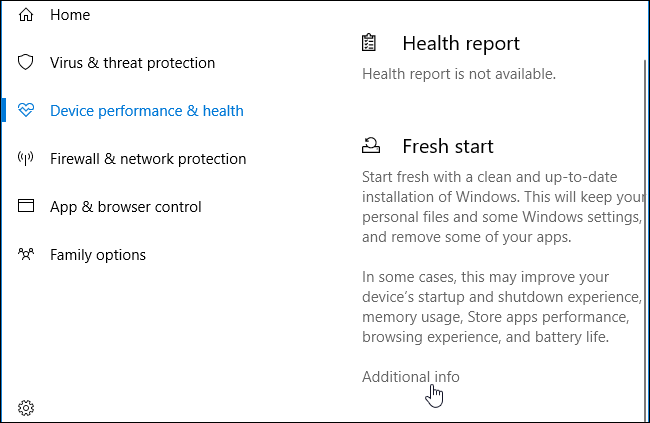 Home
Virus & threat protection
Device performance & health
Firewall & network protection
App & browser control
Family options
Health report
Health report is not available.
Fresh start
Start fresh with a clean and up-to-date
installation of Windows. This will keep your
personal files and some Windows settings,
and remove some of your apps.
In some cases, this may improve your
device's startup and shutdown experience,
memory usage, Store apps performance,
browsing experience, and battery life.
Additional info